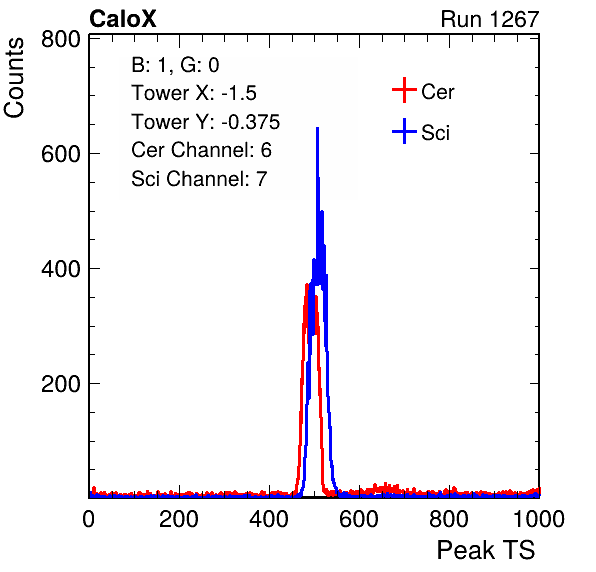 CaloX Run 1267
Counts
800
600
400
200
B: 1, G: 0
Tower X: -1.5
Tower Y: -0.375
Cer Channel: 6
Sci Channel: 7
Cer
Sci
0 200 400 600 800 1000
Peak TS